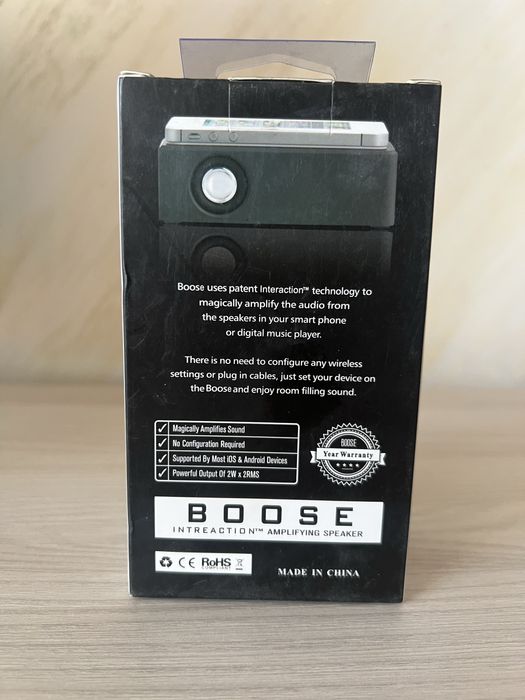 Boose uses patent Interaction™ technology to
magically amplify the audio from
the speakers in your smart phone
or digital music player.
There is no need to configure any wireless
settings or plug in cables, just set your device on
the Boose and enjoy room filling sound.
✓ Magically Amplifies Sound
✓ No Configuration Required
✓ Supported By Most iOS & Android Devices
✓ Powerful Output Of 2W x 2RMS
BOOSE
Year Warranty
★★★★
BOOSE
INTREACTION™ AMPLIFYING SPEAKER
CE RoHS
COMPLIANT
MADE IN CHINA